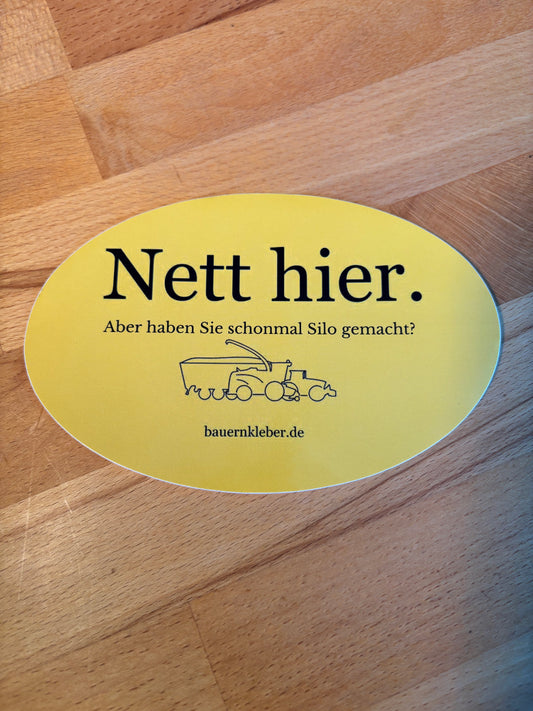 Nett hier.
Aber haben Sie schonmal Silo gemacht?
bauernkleber.de